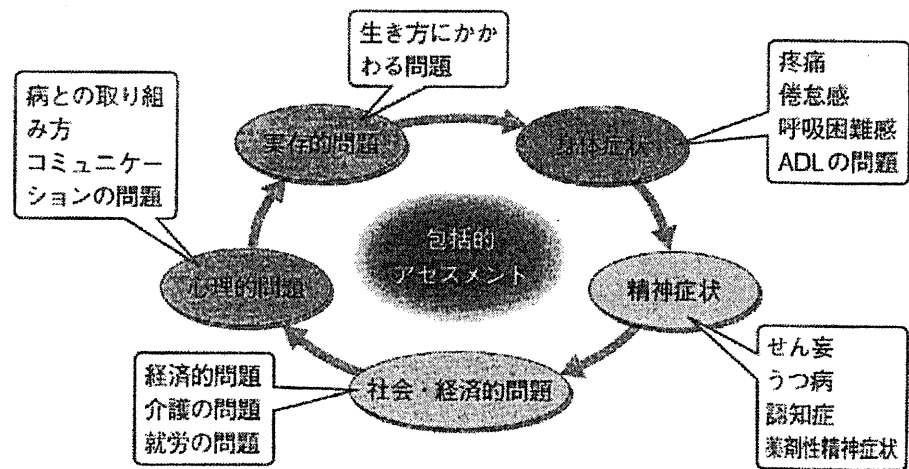 生き方にかか
わる問題
病との取り組
み方
コミュニケー
ションの問題
疼痛
倦怠感
呼吸困難感
ADLの問題
実存的問題
身体症状
包括的
アセスメント
心理的問題
精神症状
社会・経済的問題
経済的問題
介護の問題
就労の問題
せん妄
うつ病
認知症
薬剤性精神症状